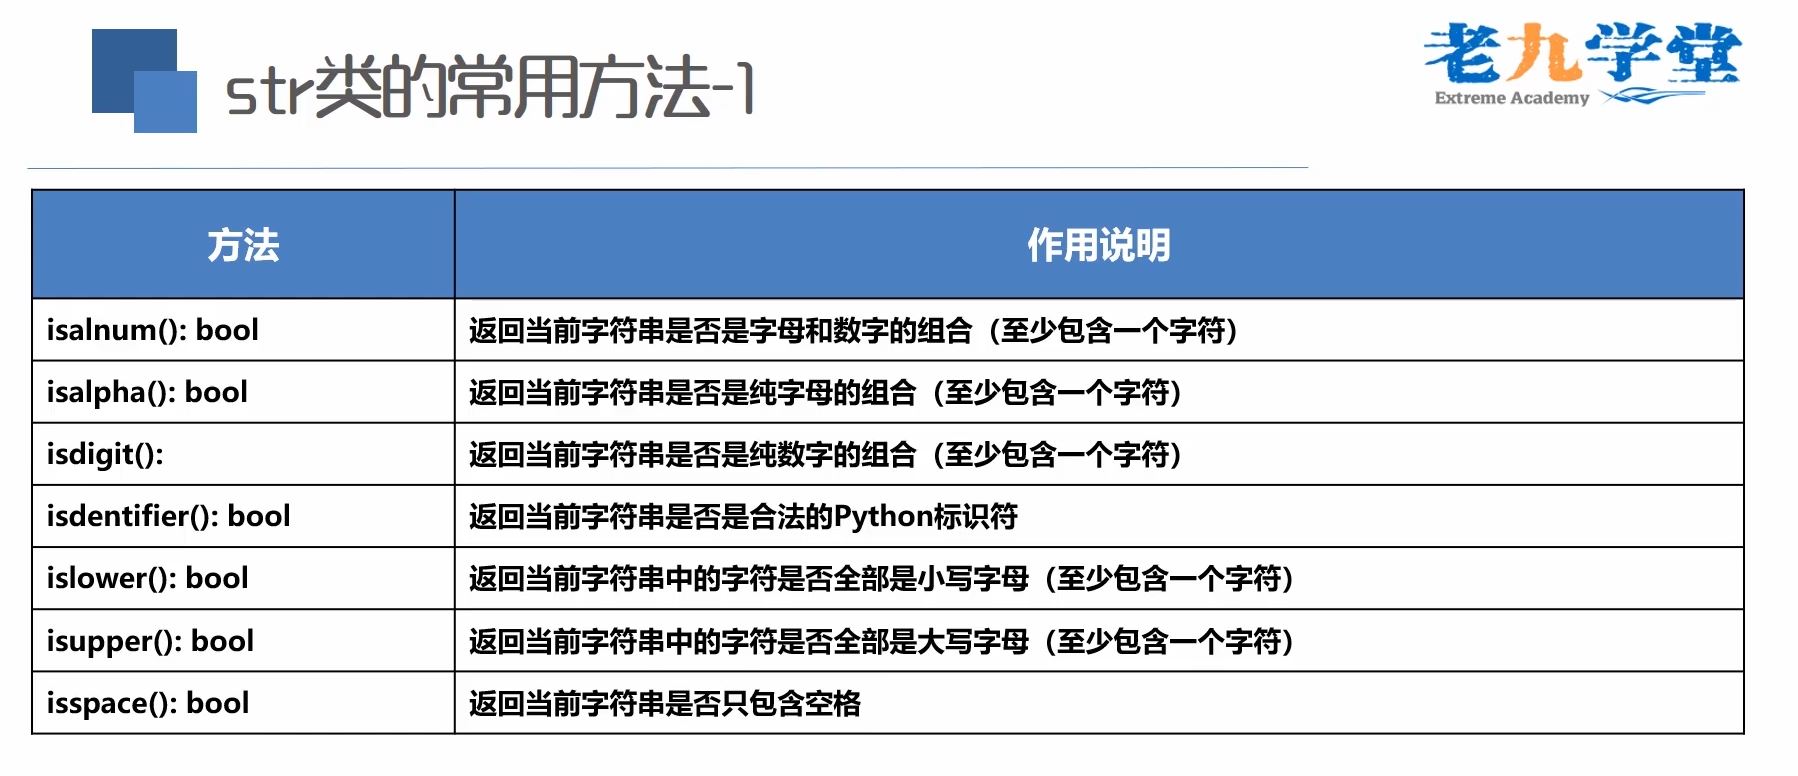 str类的常用方法-1
老九学堂
Extreme Academy
方法
作用说明
isalnum(): bool
返回当前字符串是否是字母和数字的组合（至少包含一个字符）
isalpha(): bool
返回当前字符串是否是纯字母的组合（至少包含一个字符）
isdigit():
返回当前字符串是否是纯数字的组合（至少包含一个字符）
isdentifier(): bool
返回当前字符串是否是合法的Python标识符
islower(): bool
返回当前字符串中的字符是否全部是小写字母（至少包含一个字符）
isupper(): bool
返回当前字符串中的字符是否全部是大写字母（至少包含一个字符）
isspace(): bool
返回当前字符串是否只包含空格